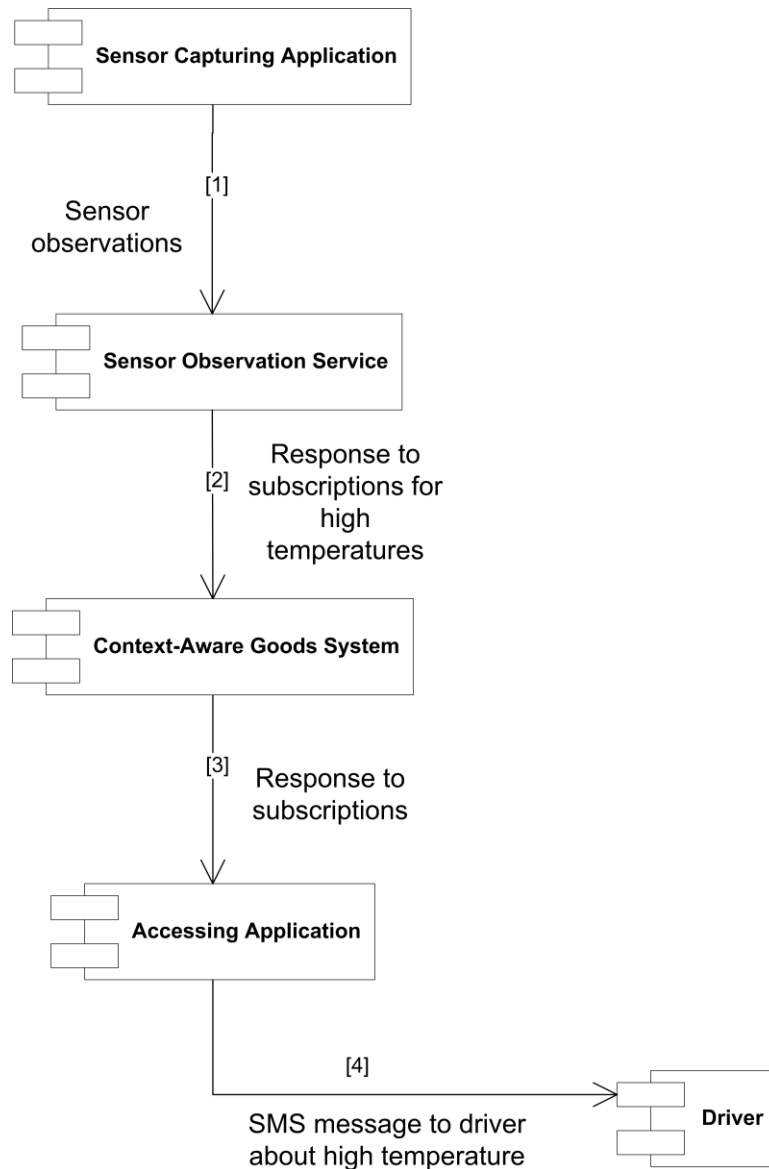 Sensor Capturing Application
[1]
Sensor
observations
Sensor Observation Service
[2]
Response to
subscriptions for
high
temperatures
Context-Aware Goods System
[3]
Response to
subscriptions
Accessing Application
[4]
SMS message to driver
about high temperature
Driver